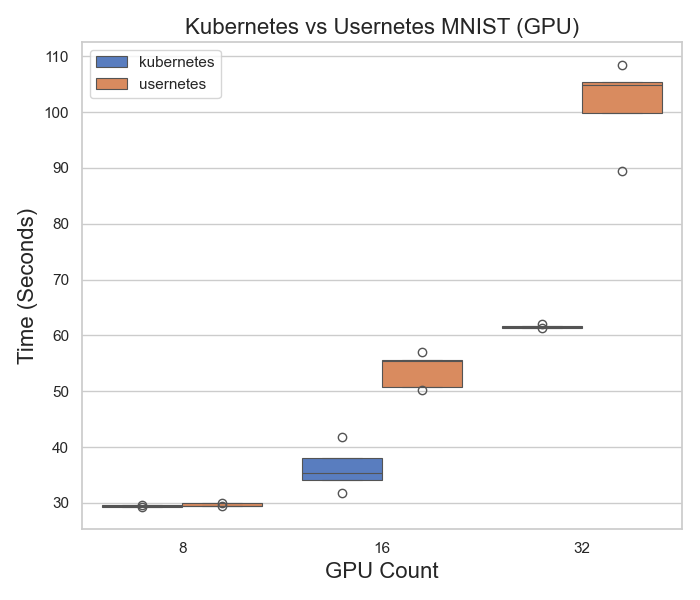 Kubernetes vs Usernetes MNIST (GPU)
kubernetes
usernetes
110
100
90
80
70
60
50
40
30
Time (Seconds)
8
16
32
GPU Count